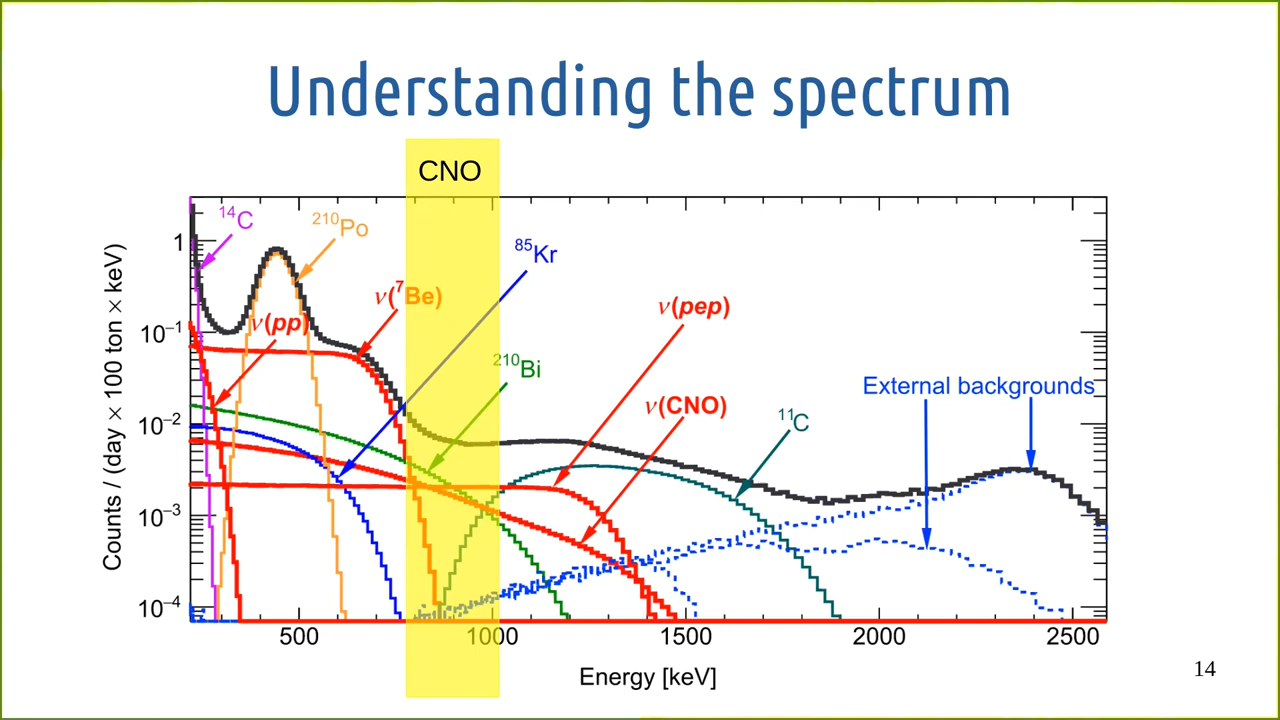 Understanding the spectrum
CNO
¹⁴C
²¹⁰Po
⁸⁵Kr
ν(⁷Be)
ν(pp)
ν(pep)
²¹⁰Bi
ν(CNO)
External backgrounds
¹¹C
Counts / (day × 100 ton × keV)
1
10⁻¹
10⁻²
10⁻³
10⁻⁴
500 1000 1500 2000 2500
Energy [keV]
14